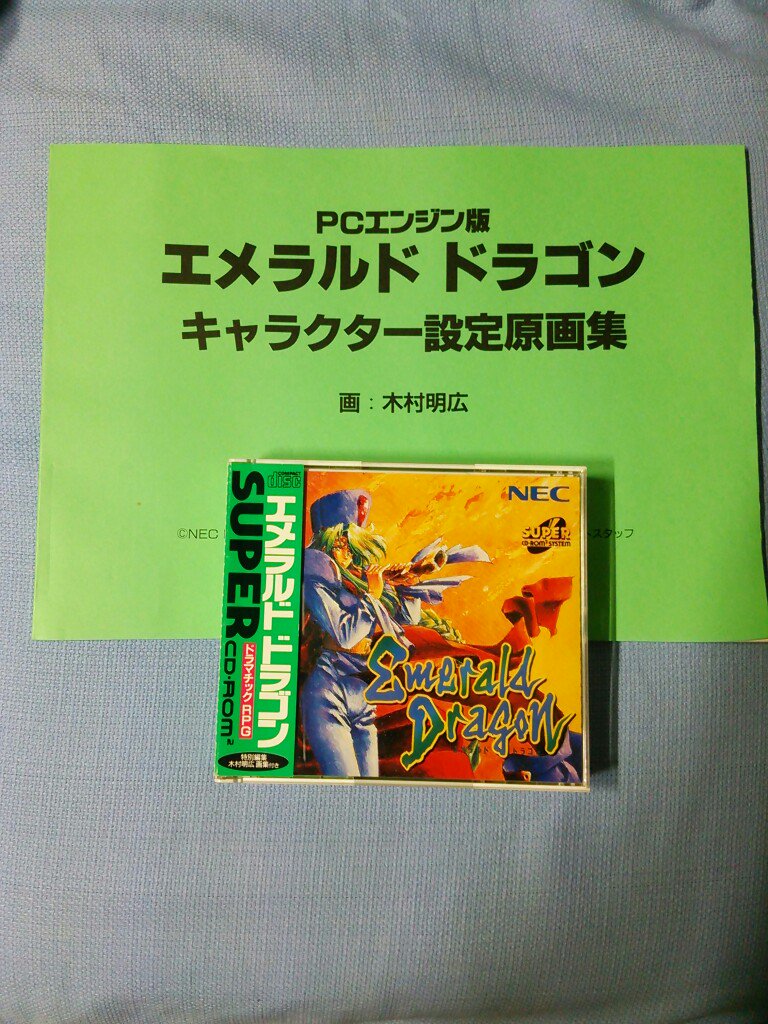 PCエンジン版
エメラルド ドラゴン
キャラクター設定原画集
画：木村明広
©NEC
スタッフ
COMPACT
disc
SUPER CD-ROM²
エメラルド ドラゴン
ドラマチックRPG
特別編集
木村明広 画集付き
NEC
SUPER
CD-ROM² SYSTEM
Emerald
Dragon